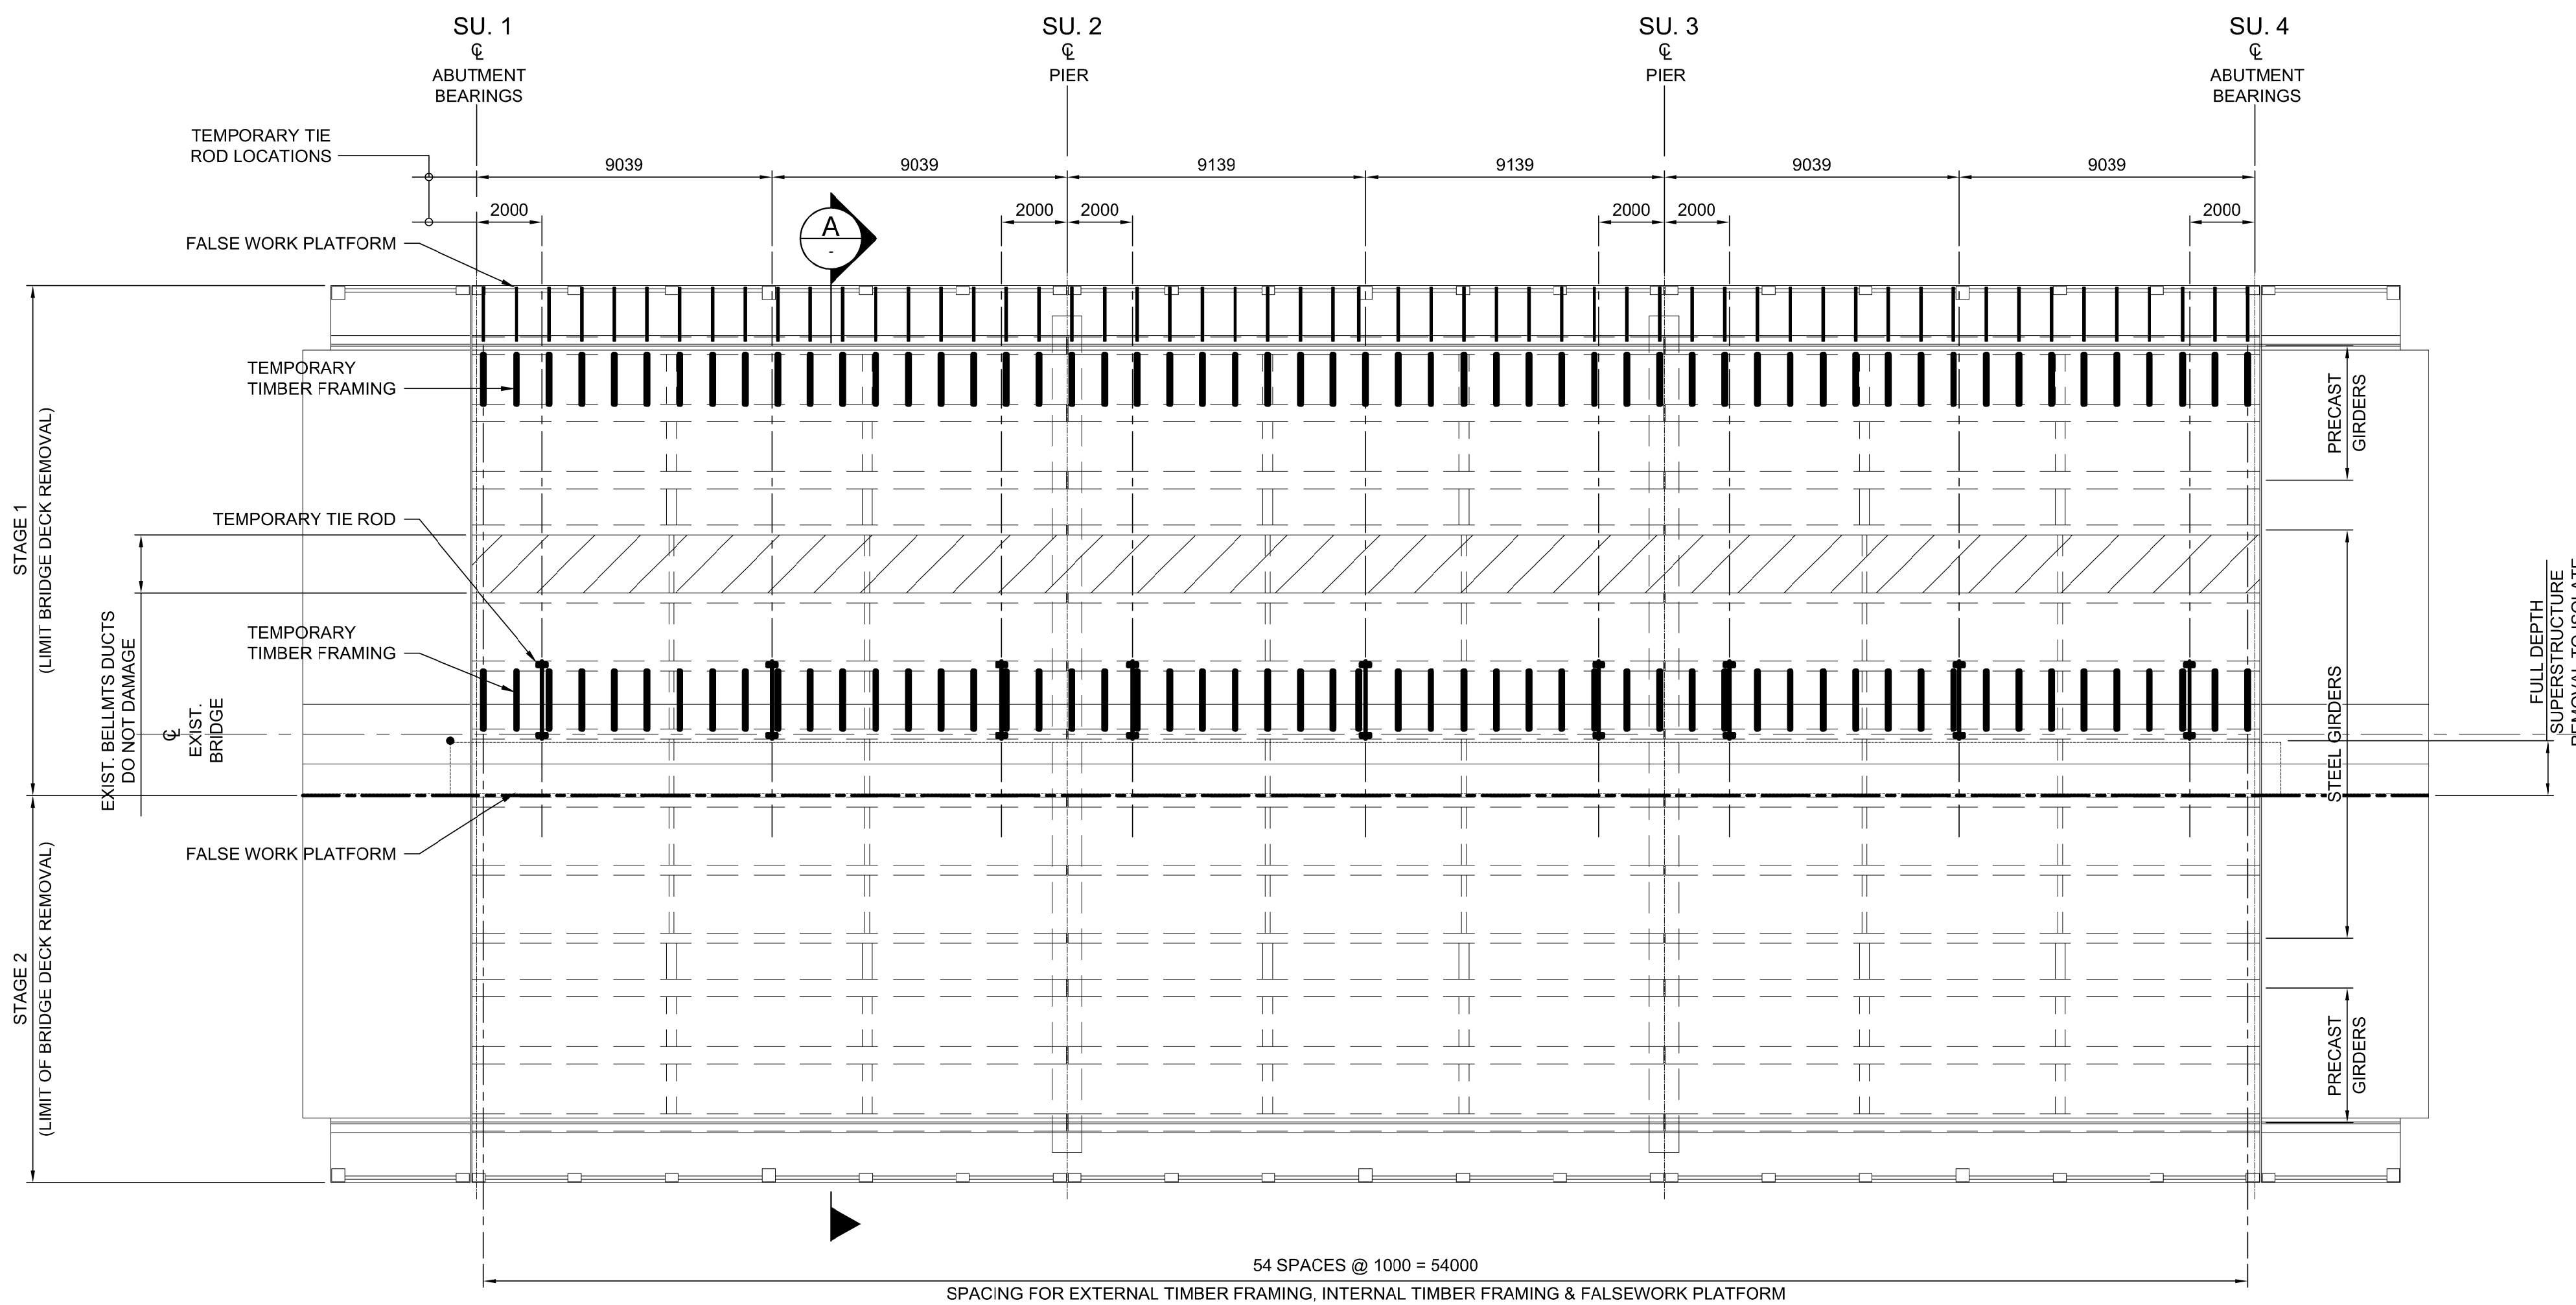 SU. 1
℄
ABUTMENT
BEARINGS
SU. 2
℄
PIER
SU. 3
℄
PIER
SU. 4
℄
ABUTMENT
BEARINGS
TEMPORARY TIE
ROD LOCATIONS
9039
9039
9139
9139
9039
9039
2000
2000
2000
2000
2000
2000
A
-
FALSE WORK PLATFORM
TEMPORARY
TIMBER FRAMING
TEMPORARY TIE ROD
TEMPORARY
TIMBER FRAMING
FALSE WORK PLATFORM
STAGE 1
(LIMIT BRIDGE DECK REMOVAL)
STAGE 2
(LIMIT OF BRIDGE DECK REMOVAL)
EXIST. BELLMTS DUCTS
DO NOT DAMAGE
℄
EXIST.
BRIDGE
PRECAST
GIRDERS
STEEL GIRDERS
PRECAST
GIRDERS
FULL DEPTH
SUPERSTRUCTURE
REMOVAL TO ISOLATE
54 SPACES @ 1000 = 54000
SPACING FOR EXTERNAL TIMBER FRAMING, INTERNAL TIMBER FRAMING & FALSEWORK PLATFORM